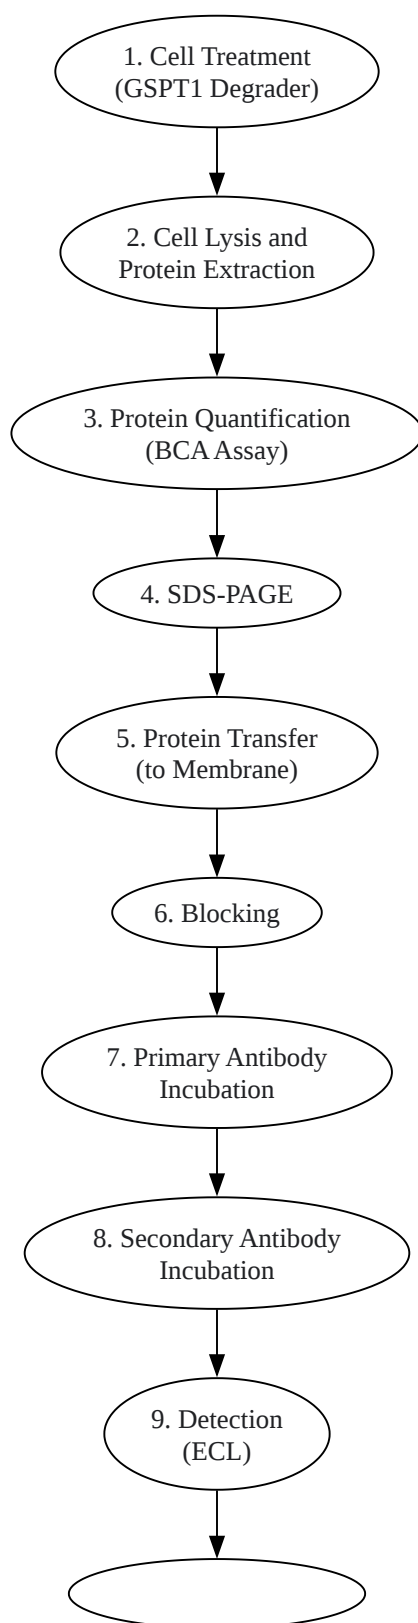 1. Cell Treatment
(GSPT1 Degrader)
2. Cell Lysis and
Protein Extraction
3. Protein Quantification
(BCA Assay)
4. SDS-PAGE
5. Protein Transfer
(to Membrane)
6. Blocking
7. Primary Antibody
Incubation
8. Secondary Antibody
Incubation
9. Detection
(ECL)